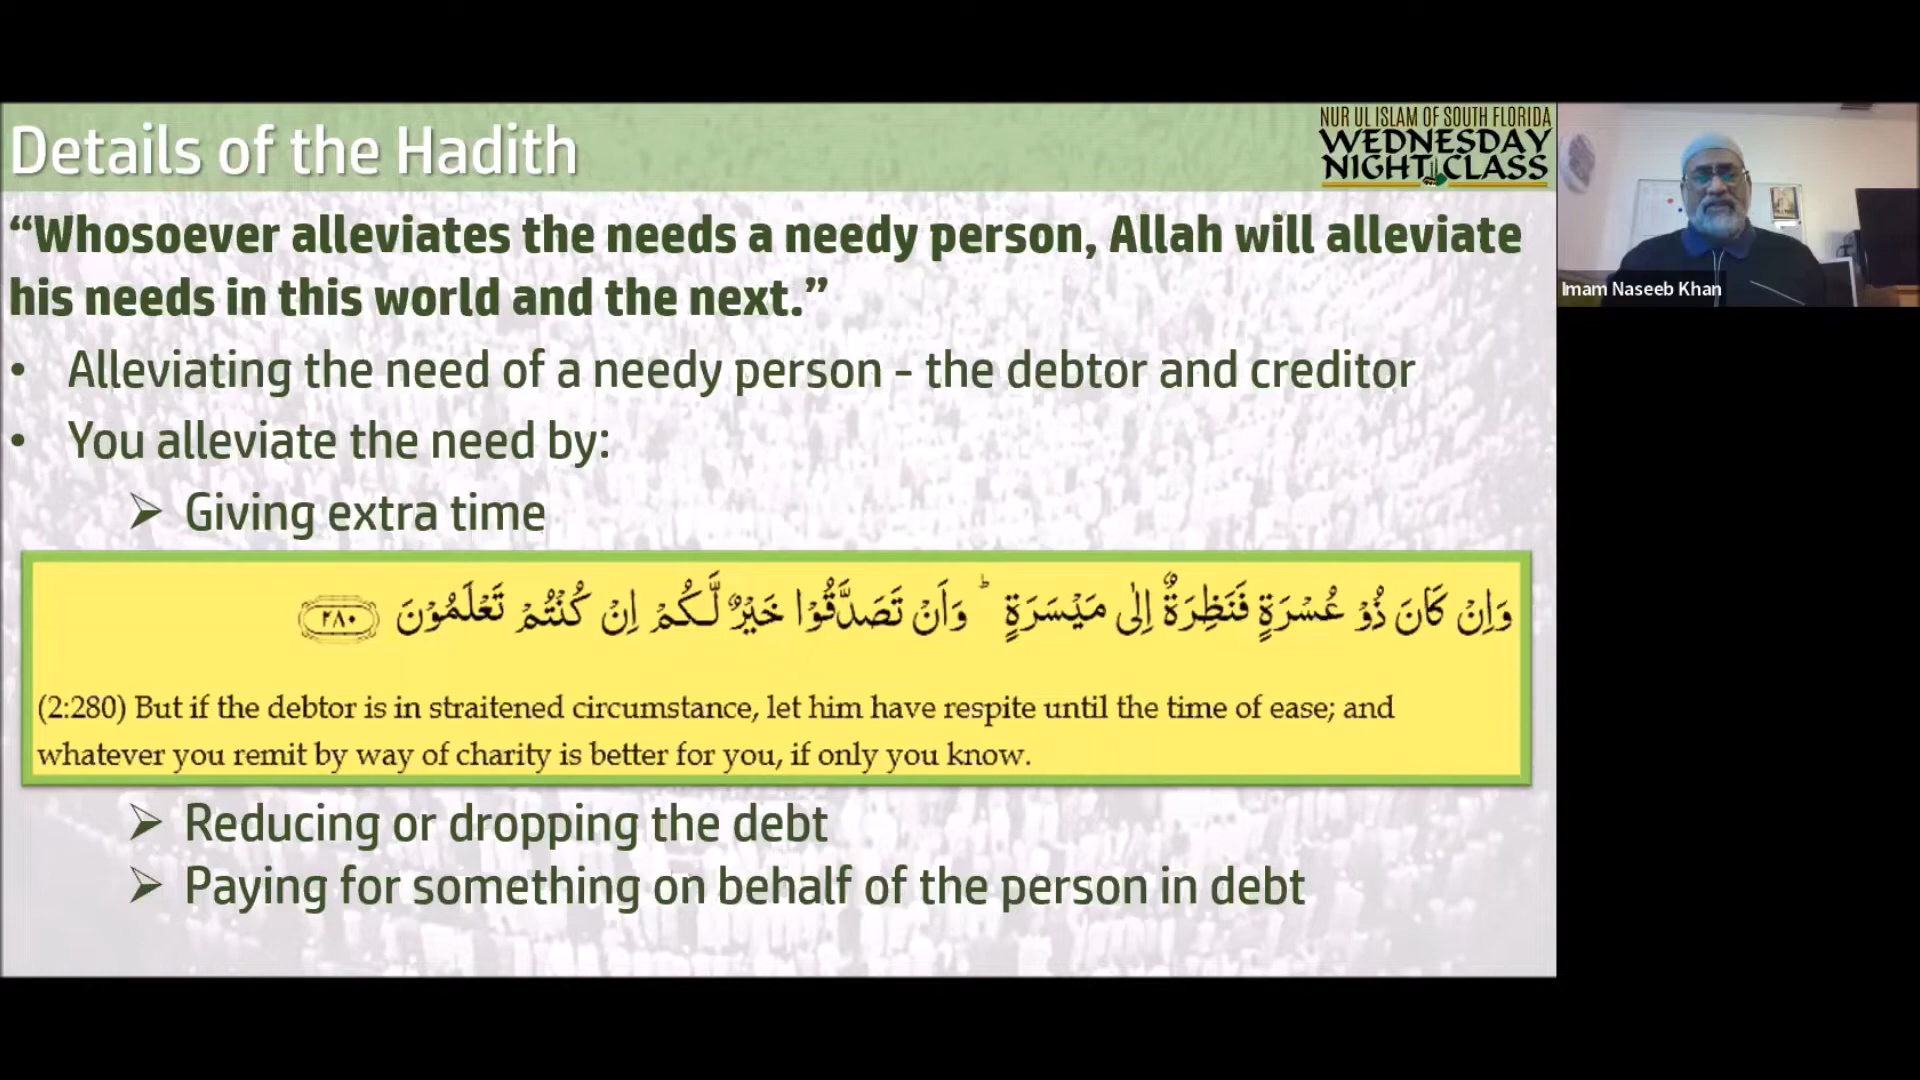 Details of the Hadith
NUR UL ISLAM OF SOUTH FLORIDA
WEDNESDAY
NIGHT CLASS
“Whosoever alleviates the needs a needy person, Allah will alleviate
his needs in this world and the next.”
• Alleviating the need of a needy person - the debtor and creditor
• You alleviate the need by:
➢ Giving extra time
وَاِنْ كَانَ ذُوْ عُسْرَةٍ فَنَظِرَةٌ اِلٰى مَيْسَرَةٍ ؕ وَاَنْ تَصَدَّقُوْا خَيْرٌ لَّـكُمْ اِنْ كُنْتُمْ تَعْلَمُوْنَ ﴿۲۸۰﴾
(2:280) But if the debtor is in straitened circumstance, let him have respite until the time of ease; and
whatever you remit by way of charity is better for you, if only you know.
➢ Reducing or dropping the debt
➢ Paying for something on behalf of the person in debt
Imam Naseeb Khan